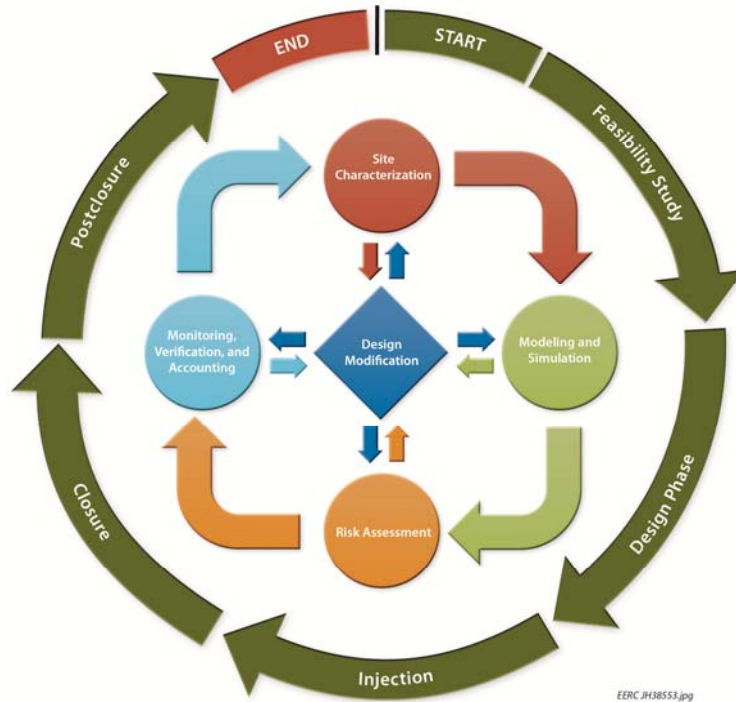 END
START
Feasibility Study
Site
Characterization
Postclosure
Monitoring,
Verification, and
Accounting
Design
Modification
Modeling and
Simulation
Design Phase
Risk Assessment
Closure
Injection
EERC JH38553.jpg